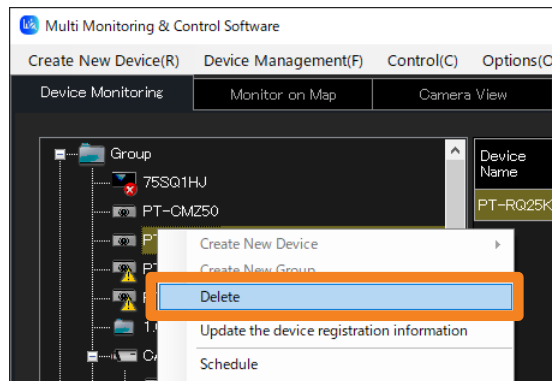 Multi Monitoring & Control Software
Create New Device(R) Device Management(F) Control(C) Options(O
Device Monitoring Monitor on Map Camera View
Group
Device
Name
75SQ1HJ
PT-RQ25K
PT-CMZ50
Create New Device
Create New Group
Delete
Update the device registration information
Schedule